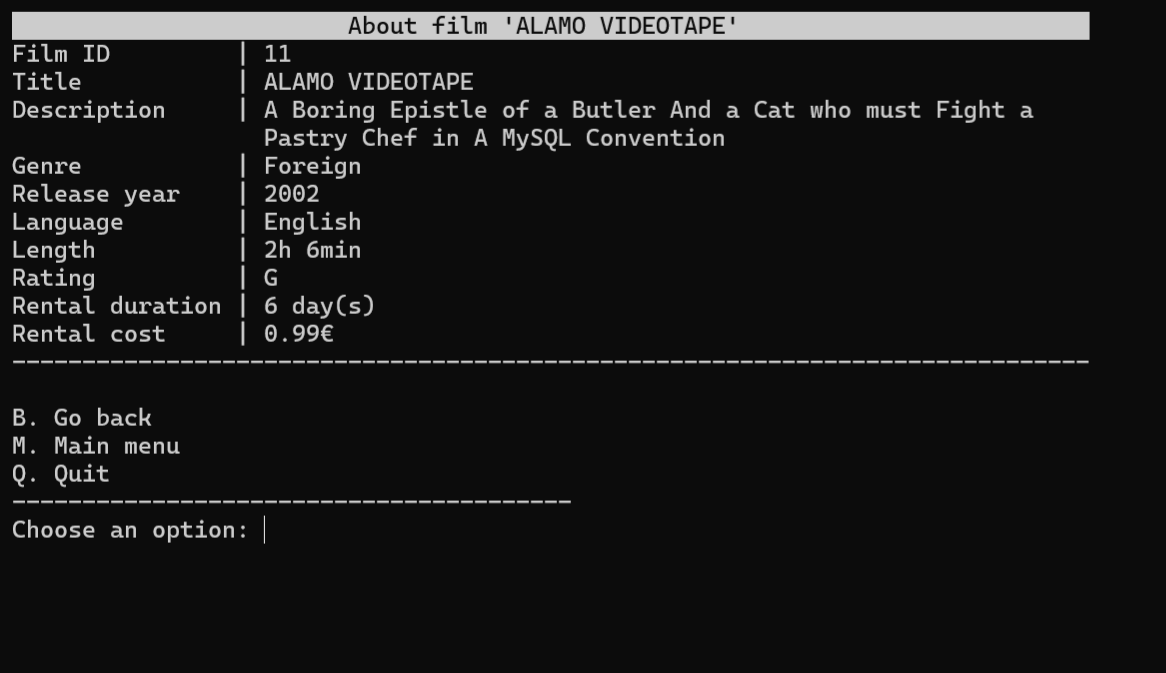 About film 'ALAMO VIDEOTAPE'
Film ID         | 11
Title           | ALAMO VIDEOTAPE
Description     | A Boring Epistle of a Butler And a Cat who must Fight a
                  Pastry Chef in A MySQL Convention
Genre           | Foreign
Release year    | 2002
Language        | English
Length          | 2h 6min
Rating          | G
Rental duration | 6 day(s)
Rental cost     | 0.99€
-----------------------------------------------------------------------------
B. Go back
M. Main menu
Q. Quit
----------------------------------------
Choose an option: